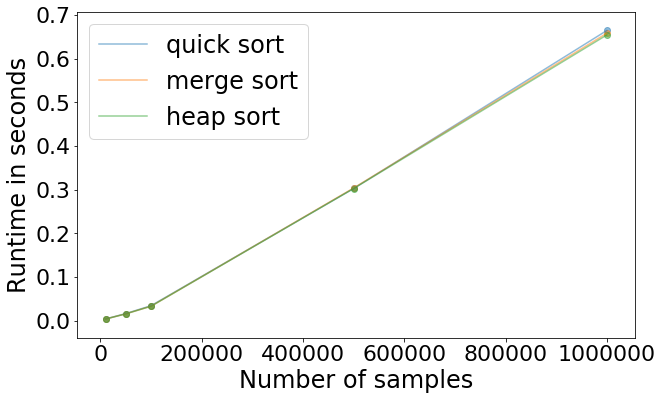 0.7
0.6
0.5
0.4
0.3
0.2
0.1
0.0
Runtime in seconds
quick sort
merge sort
heap sort
0 200000 400000 600000 800000 1000000
Number of samples